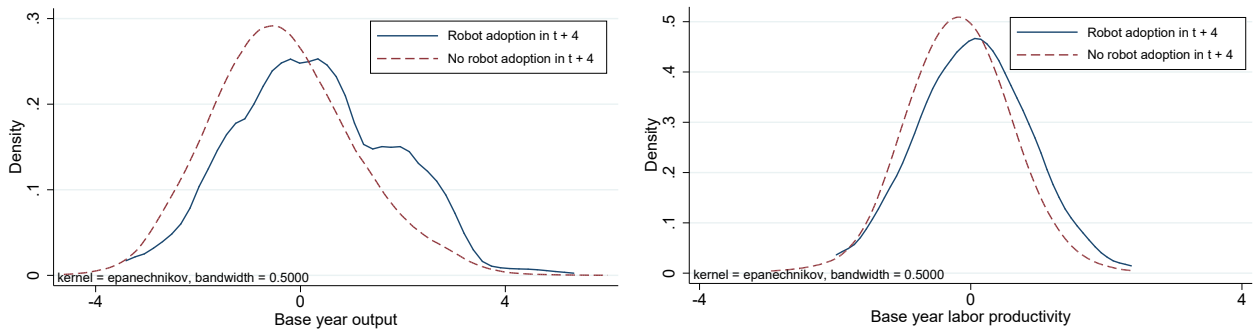 .3
.2
.1
0
Density
Robot adoption in t + 4
No robot adoption in t + 4
kernel = epanechnikov, bandwidth = 0.5000
-4
0
4
Base year output
.5
.4
.3
.2
.1
0
Density
Robot adoption in t + 4
No robot adoption in t + 4
kernel = epanechnikov, bandwidth = 0.5000
-4
0
4
Base year labor productivity